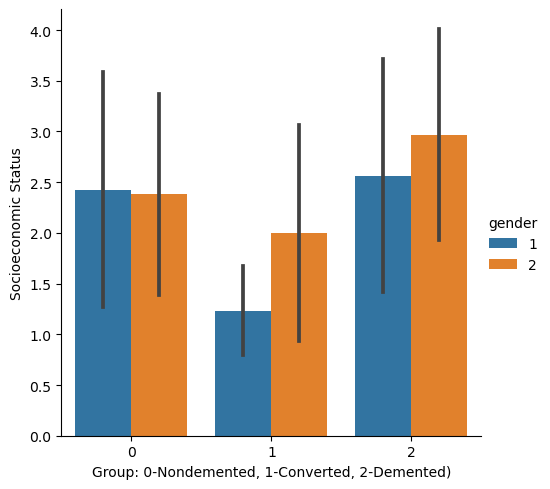 4.0
3.5
3.0
2.5
2.0
1.5
1.0
0.5
0.0
Socioeconomic Status
gender
1
2
0 1 2
Group: 0-Nondemented, 1-Converted, 2-Demented)